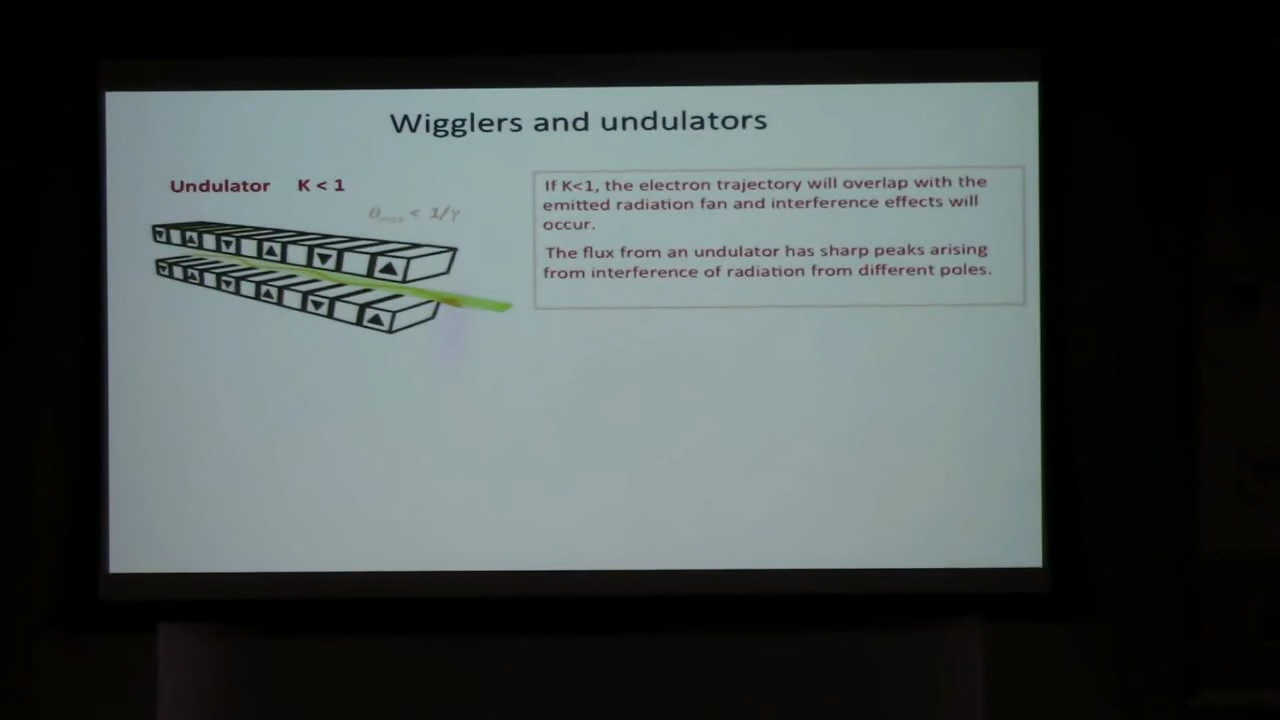 Wigglers and undulators
Undulator K < 1
θmax < 1/γ
If K<1, the electron trajectory will overlap with the
emitted radiation fan and interference effects will
occur.
The flux from an undulator has sharp peaks arising
from interference of radiation from different poles.